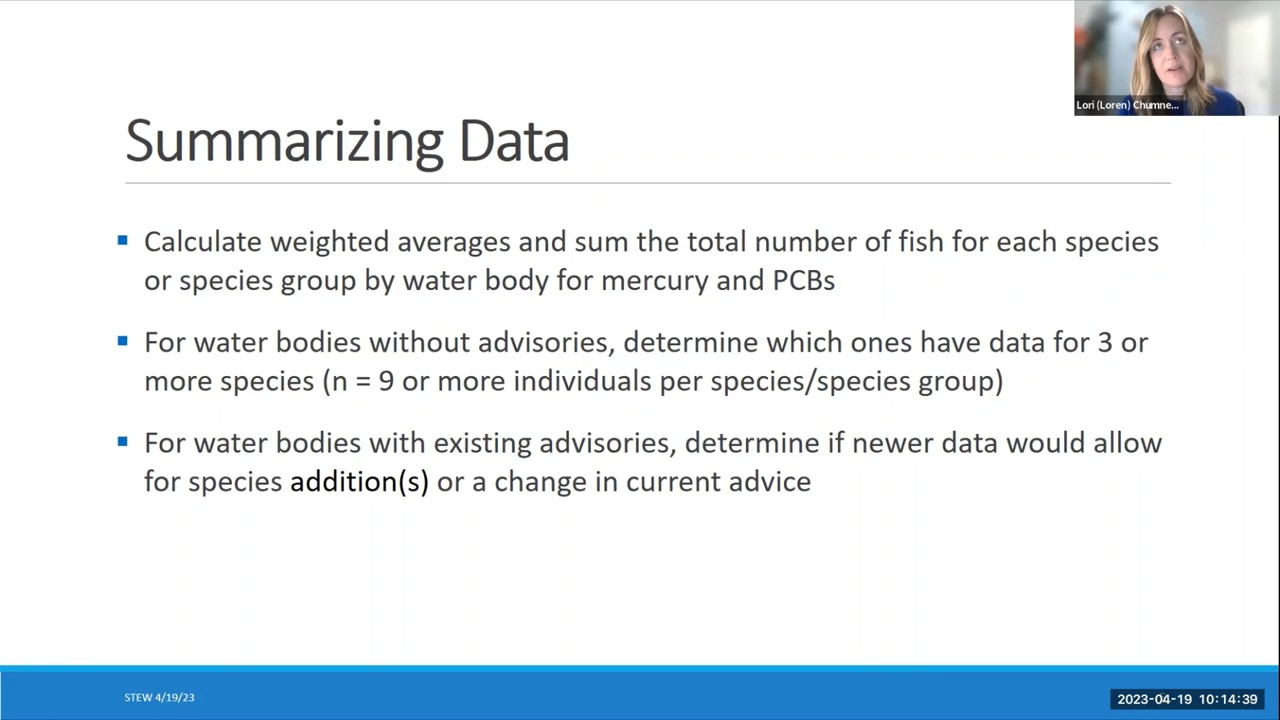 Lori (Loren) Chumne...
Summarizing Data
Calculate weighted averages and sum the total number of fish for each species
or species group by water body for mercury and PCBs
For water bodies without advisories, determine which ones have data for 3 or
more species (n = 9 or more individuals per species/species group)
For water bodies with existing advisories, determine if newer data would allow
for species addition(s) or a change in current advice
STEW 4/19/23
2023-04-19 10:14:39